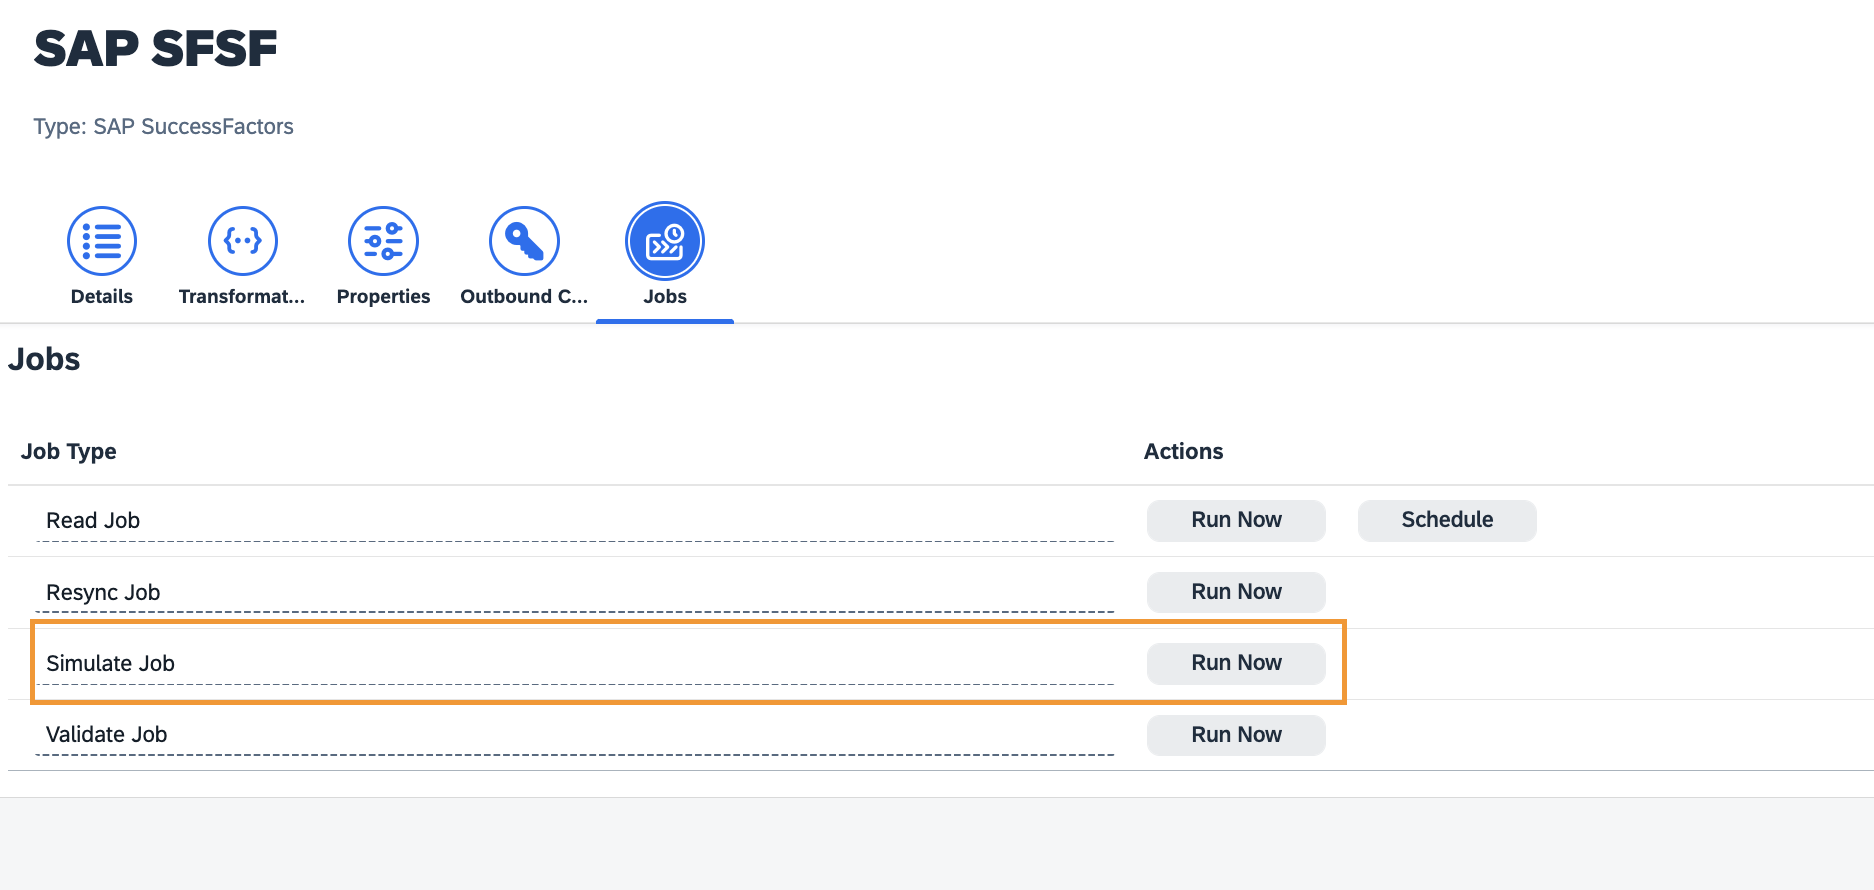 SAP SFSF
Type: SAP SuccessFactors
Details Transformat... Properties Outbound C... Jobs
Jobs
Job Type Actions
Read Job Run Now Schedule
Resync Job Run Now
Simulate Job Run Now
Validate Job Run Now